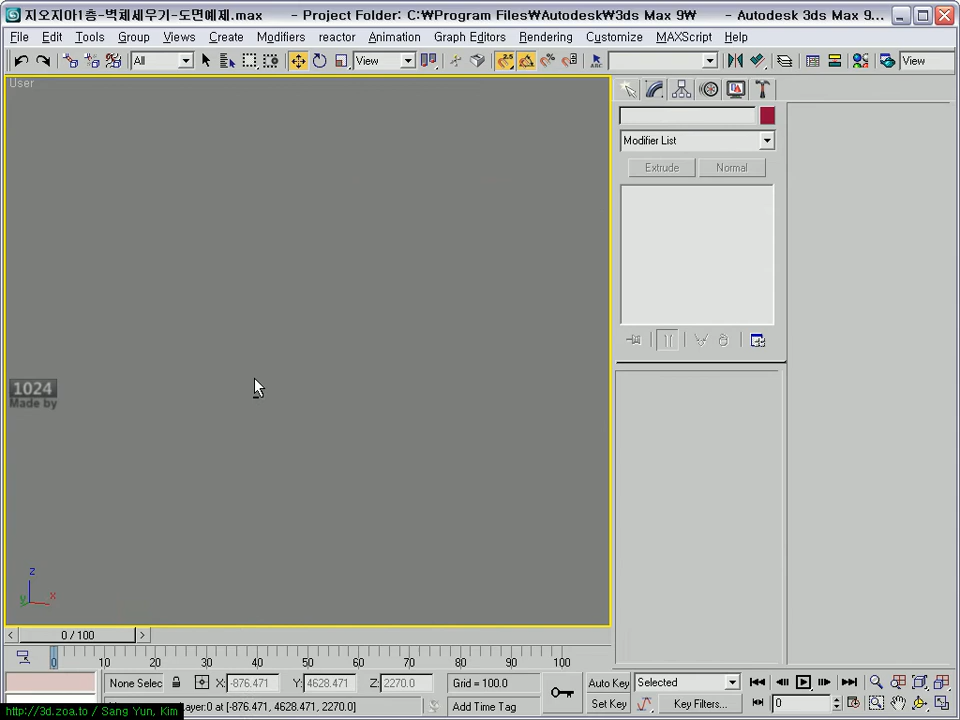 지오지아1층-벽체세우기-도면예제.max - Project Folder: C:₩Program Files₩Autodesk₩3ds Max 9₩ - Autodesk 3ds Max 9...
File Edit Tools Group Views Create Modifiers reactor Animation Graph Editors Rendering Customize MAXScript Help
All View 2.5 View
User
Modifier List
Extrude Normal
1024
Made by
z
y x
0 / 100
0 10 20 30 40 50 60 70 80 90 100
None Selec X: -876.471 Y: 4628.471 Z: 2270.0 Grid = 100.0 Auto Key Selected
Layer:0 at [-876.471, 4628.471, 2270.0] Add Time Tag Set Key Key Filters... 0
http://3d.zoa.to / Sang Yun, Kim